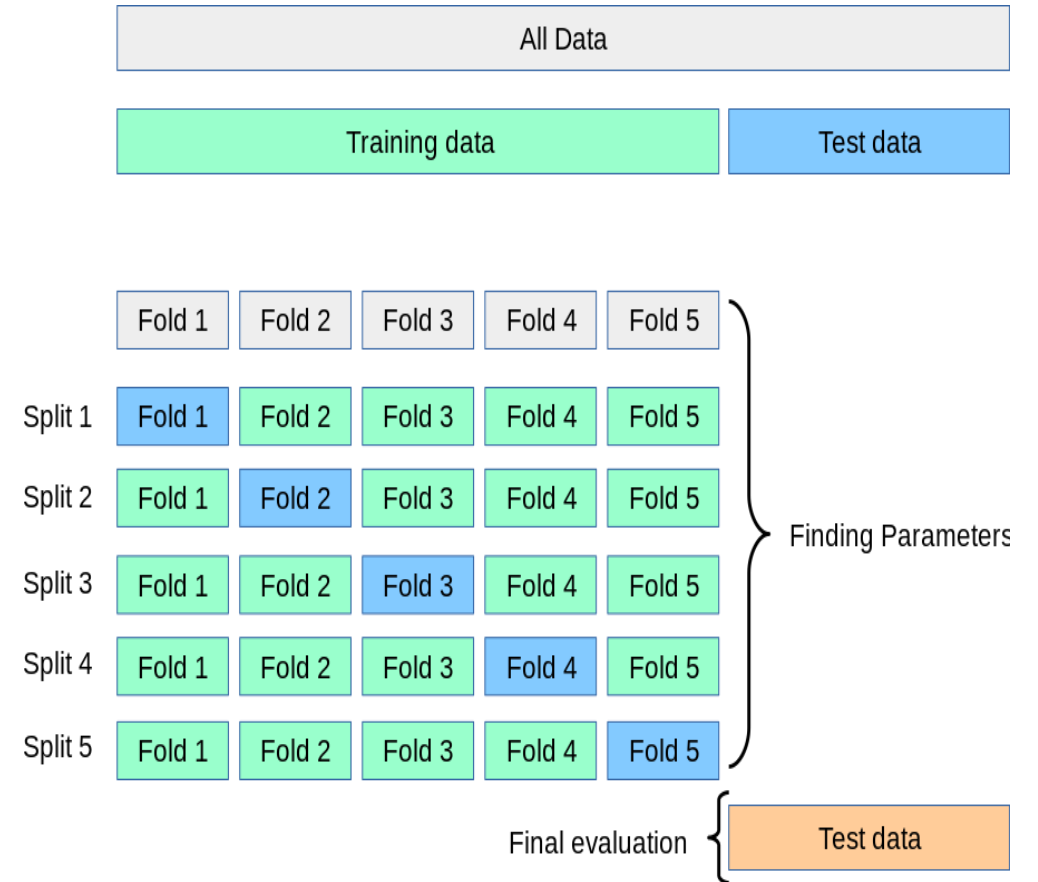 All Data
Training data Test data
Fold 1 Fold 2 Fold 3 Fold 4 Fold 5
Split 1 Fold 1 Fold 2 Fold 3 Fold 4 Fold 5
Split 2 Fold 1 Fold 2 Fold 3 Fold 4 Fold 5
Finding Parameters
Split 3 Fold 1 Fold 2 Fold 3 Fold 4 Fold 5
Split 4 Fold 1 Fold 2 Fold 3 Fold 4 Fold 5
Split 5 Fold 1 Fold 2 Fold 3 Fold 4 Fold 5
Final evaluation Test data